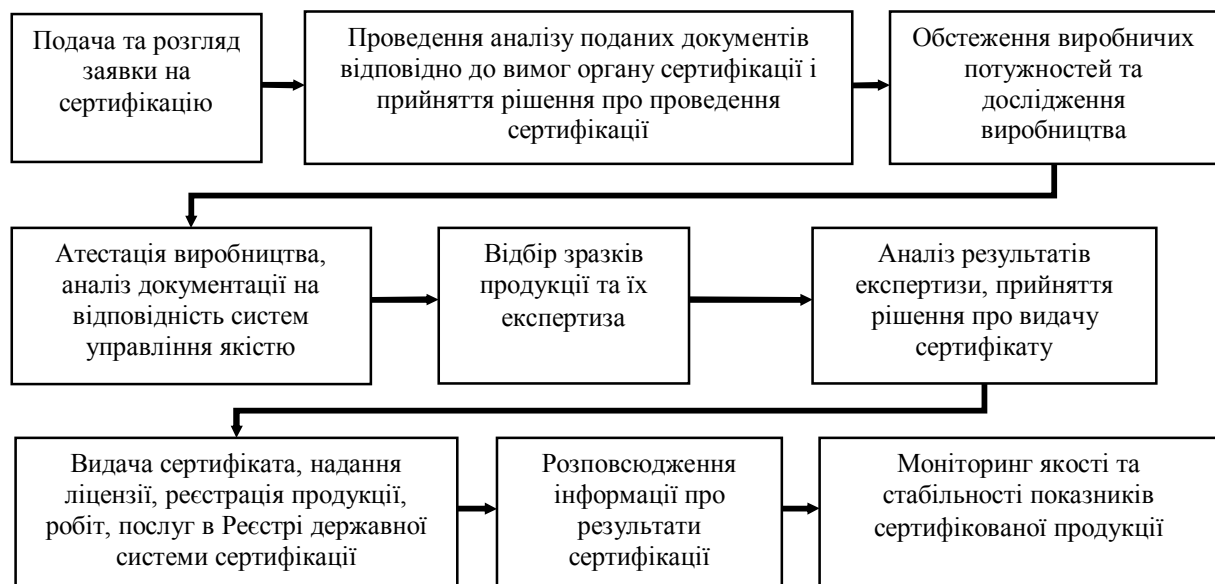 Подача та розгляд
заявки на
сертифікацію
Проведення аналізу поданих документів
відповідно до вимог органу сертифікації і
прийняття рішення про проведення
сертифікації
Обстеження виробничих
потужностей та
дослідження
виробництва
Атестація виробництва,
аналіз документації на
відповідність систем
управління якістю
Відбір зразків
продукції та їх
експертиза
Аналіз результатів
експертизи, прийняття
рішення про видачу
сертифікату
Видача сертифіката, надання
ліцензії, реєстрація продукції,
робіт, послуг в Реєстрі державної
системи сертифікації
Розповсюдження
інформації про
результати
сертифікації
Моніторинг якості та
стабільності показників
сертифікованої продукції